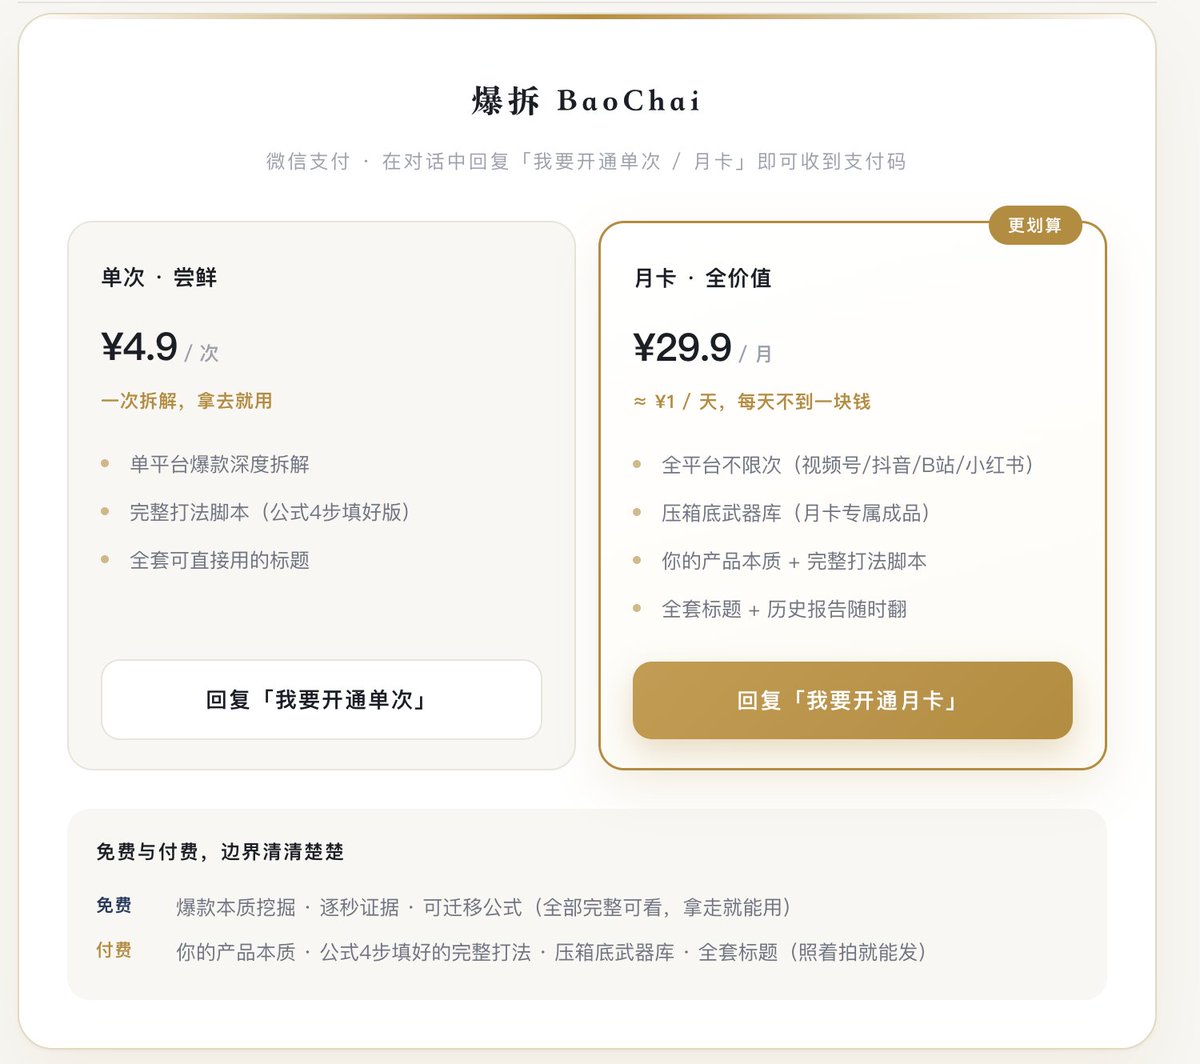 爆拆 BaoChai
微信支付 · 在对话中回复「我要开通单次 / 月卡」即可收到支付码
单次 · 尝鲜
¥4.9 / 次
一次拆解，拿去就用
单平台爆款深度拆解
完整打法脚本（公式4步填好版）
全套可直接用的标题
回复「我要开通单次」
更划算
月卡 · 全价值
¥29.9 / 月
≈ ¥1 / 天，每天不到一块钱
全平台不限次（视频号/抖音/B站/小红书）
压箱底武器库（月卡专属成品）
你的产品本质 + 完整打法脚本
全套标题 + 历史报告随时翻
回复「我要开通月卡」
免费与付费，边界清清楚楚
免费 爆款本质挖掘 · 逐秒证据 · 可迁移公式（全部完整可看，拿走就能用）
付费 你的产品本质 · 公式4步填好的完整打法 · 压箱底武器库 · 全套标题（照着拍就能发）